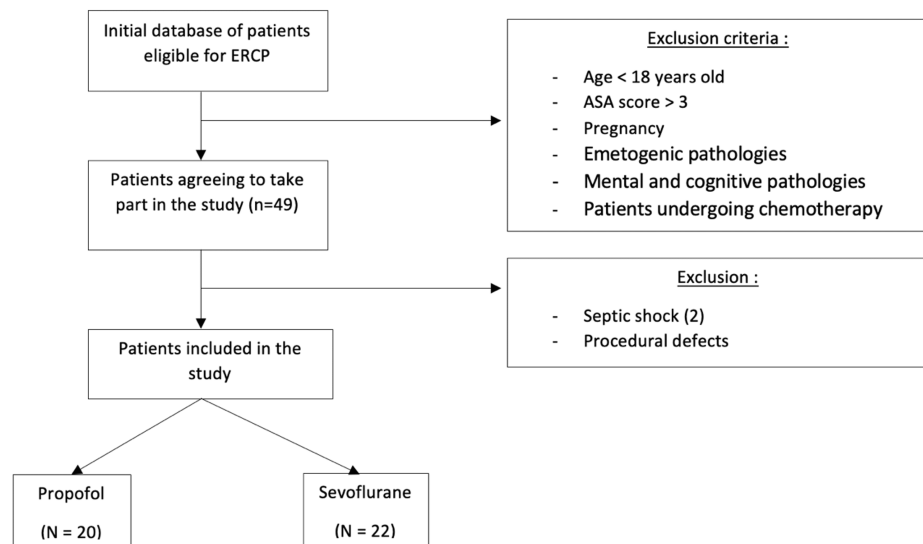 Initial database of patients
eligible for ERCP
Exclusion criteria :
- Age < 18 years old
- ASA score > 3
- Pregnancy
- Emetogenic pathologies
- Mental and cognitive pathologies
- Patients undergoing chemotherapy
Patients agreeing to take
part in the study (n=49)
Exclusion :
- Septic shock (2)
- Procedural defects
Patients included in the
study
Propofol
(N = 20)
Sevoflurane
(N = 22)